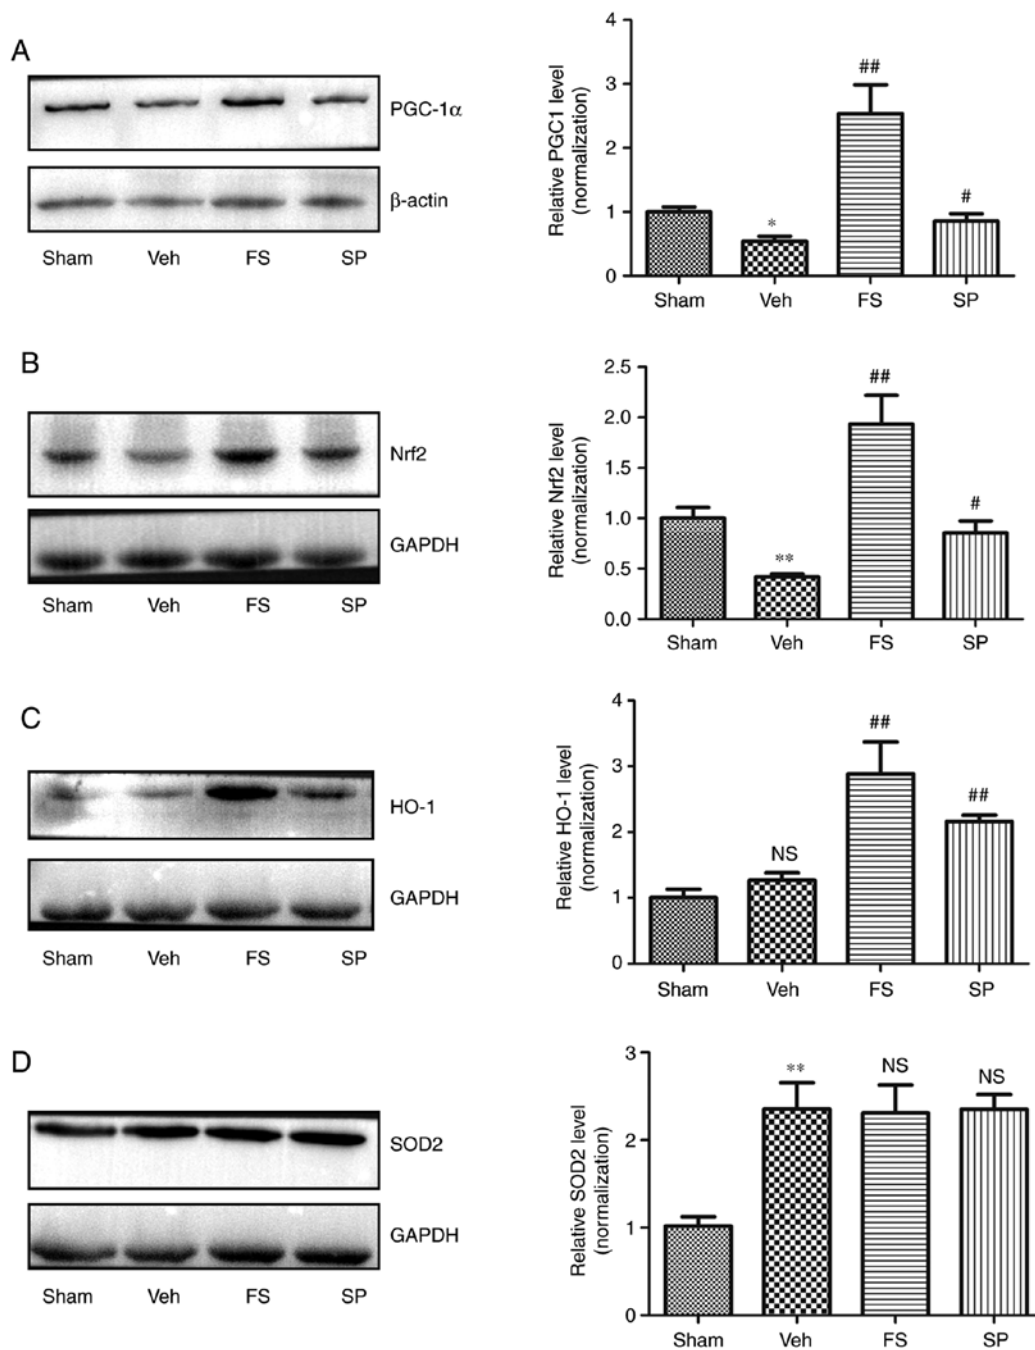 A
PGC-1α
β-actin
Sham Veh FS SP
Relative PGC1 level
(normalization)
4
3
2
1
0
*
##
#
Sham Veh FS SP
B
Nrf2
GAPDH
Sham Veh FS SP
Relative Nrf2 level
(normalization)
2.5
2.0
1.0
0.5
0.0
**
##
#
Sham Veh FS SP
C
HO-1
GAPDH
Sham Veh FS SP
Relative HO-1 level
(normalization)
4
3
2
1
0
NS
##
##
Sham Veh FS SP
D
SOD2
GAPDH
Sham Veh FS SP
Relative SOD2 level
(normalization)
3
2
1
0
**
NS
NS
Sham Veh FS SP